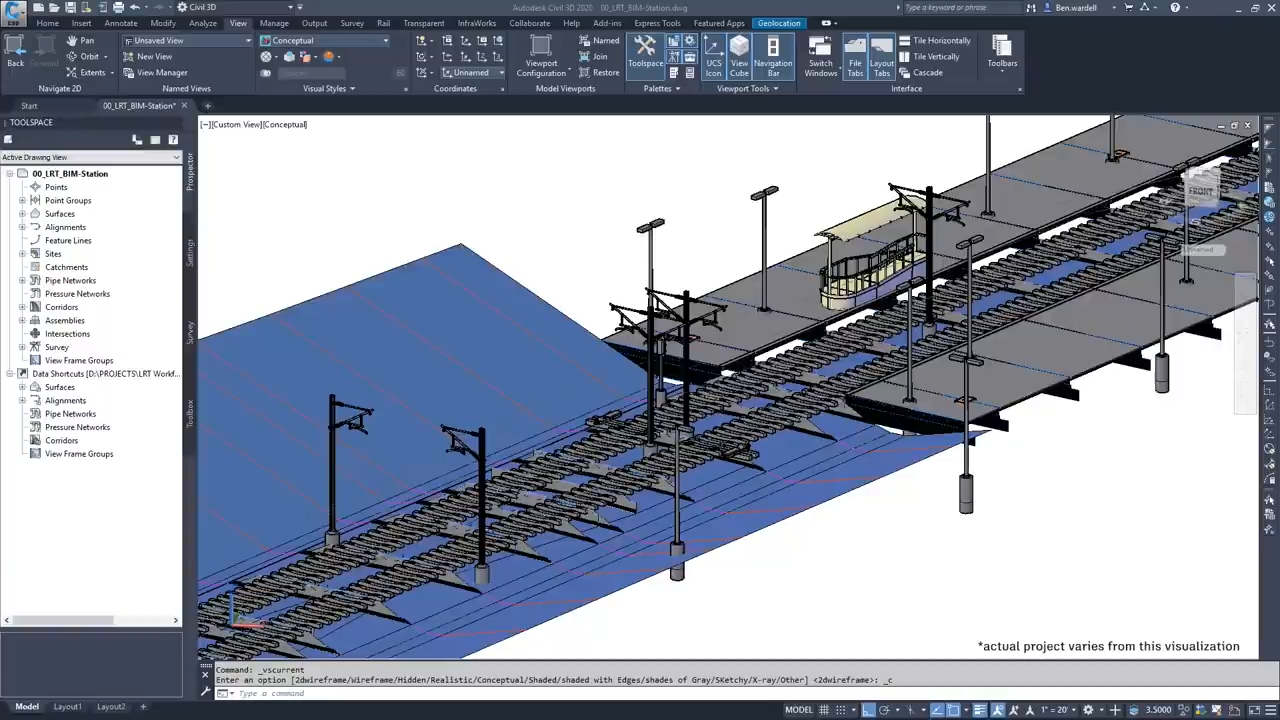 Civil 3D
Autodesk Civil 3D 2020 00_LRT_BIM-Station.dwg
Type a keyword or phrase
Ben.wardell
C3D
Home Insert Annotate Modify Analyze View Manage Output Survey Rail Transparent InfraWorks Collaborate Help Add-ins Express Tools Featured Apps Geolocation
Back
Forward
Pan
Orbit
Extents
Navigate 2D
Unsaved View
New View
View Manager
Named Views
Conceptual
60
Visual Styles
Unnamed
Coordinates
Viewport
Configuration
Named
Join
Restore
Model Viewports
Toolspace
Palettes
UCS
Icon
View
Cube
Navigation
Bar
Viewport Tools
Switch
Windows
File
Tabs
Layout
Tabs
Tile Horizontally
Tile Vertically
Cascade
Interface
Toolbars
Start
00_LRT_BIM-Station*
TOOLSPACE
Active Drawing View
00_LRT_BIM-Station
Points
Point Groups
Surfaces
Alignments
Feature Lines
Sites
Catchments
Pipe Networks
Pressure Networks
Corridors
Assemblies
Intersections
Survey
View Frame Groups
Data Shortcuts [D:\PROJECTS\LRT Workf...
Surfaces
Alignments
Pipe Networks
Pressure Networks
Corridors
View Frame Groups
Prospector
Settings
Survey
Toolbox
[−][Custom View][Conceptual]
FRONT
Unnamed
*actual project varies from this visualization
Command: _vscurrent
Enter an option [2dwireframe/Wireframe/Hidden/Realistic/Conceptual/Shaded/shaded with Edges/shades of Gray/SKetchy/X-ray/Other] <2dwireframe>: _c
Type a command
Model Layout1 Layout2 +
MODEL
1" = 20'
3.5000